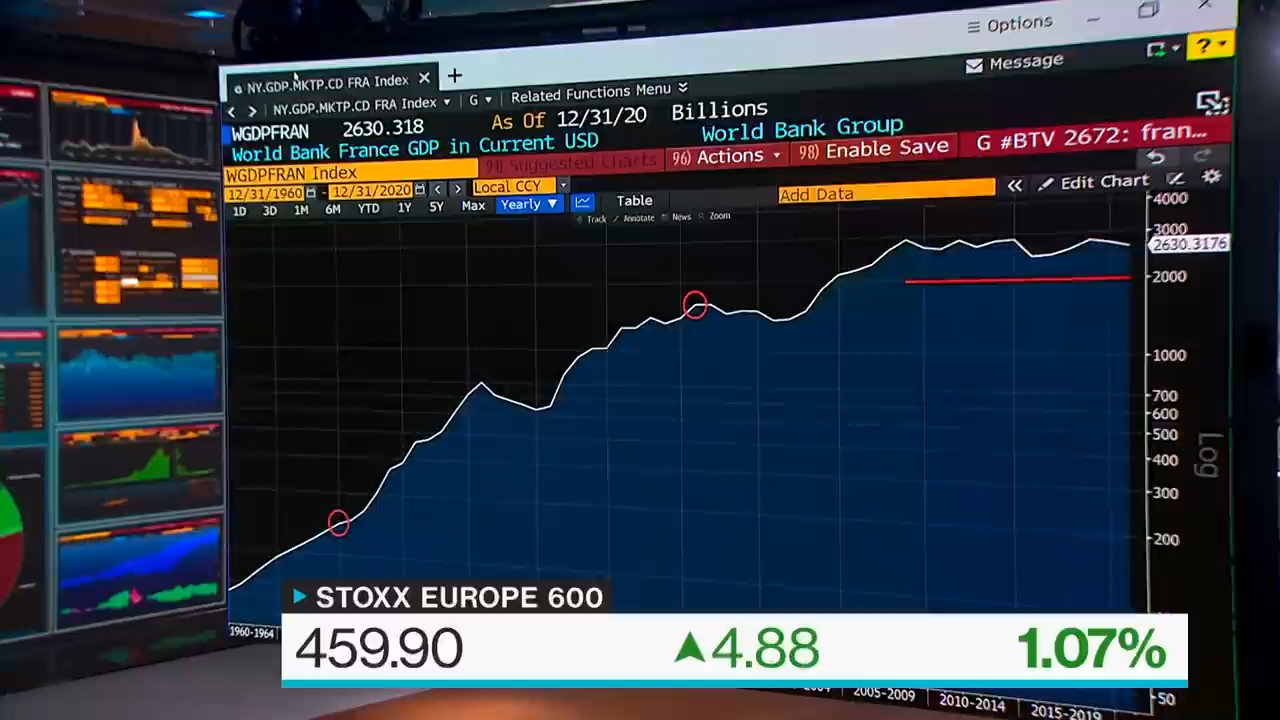 Options
NY.GDP.MKTP.CD FRA Index
Message
NY.GDP.MKTP.CD FRA Index
G
Related Functions Menu
WGDPFRAN 2630.318 As Of 12/31/20 Billions
World Bank France GDP in Current USD World Bank Group
WGDPFRAN Index
94) Suggested Charts
96) Actions
98) Enable Save
G #BTV 2672: fran...
12/31/1960 - 12/31/2020
Local CCY
Add Data
Edit Chart
1D 3D 1M 6M YTD 1Y 5Y Max Yearly Table
Track Annotate News Zoom
4000
3000
2630.3176
2000
1000
700
600
500
400
300
200
50
Log
1960-1964
2005-2009
2010-2014
2015-2019
STOXX EUROPE 600
459.90 4.88 1.07%